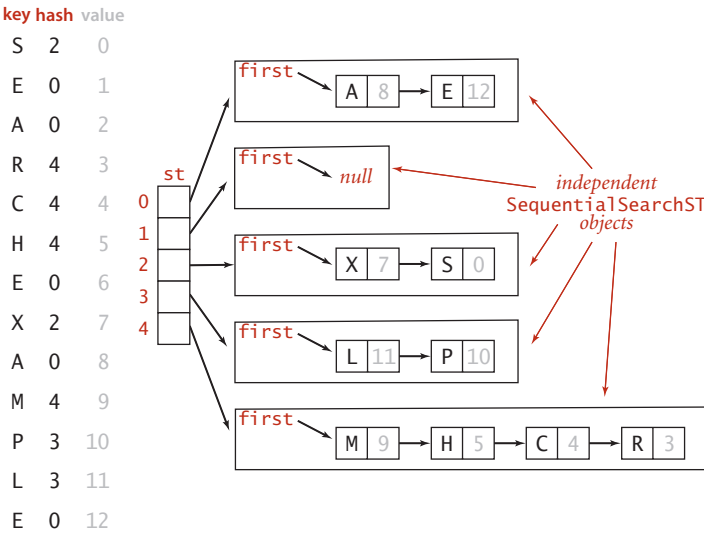 key hash value
S 2 0
E 0 1
A 0 2
R 4 3
C 4 4
H 4 5
E 0 6
X 2 7
A 0 8
M 4 9
P 3 10
L 3 11
E 0 12
st
0
1
2
3
4
first
A 8 E 12
first
null
first
X 7 S 0
first
L 11 P 10
first
M 9 H 5 C 4 R 3
independent
SequentialSearchST
objects